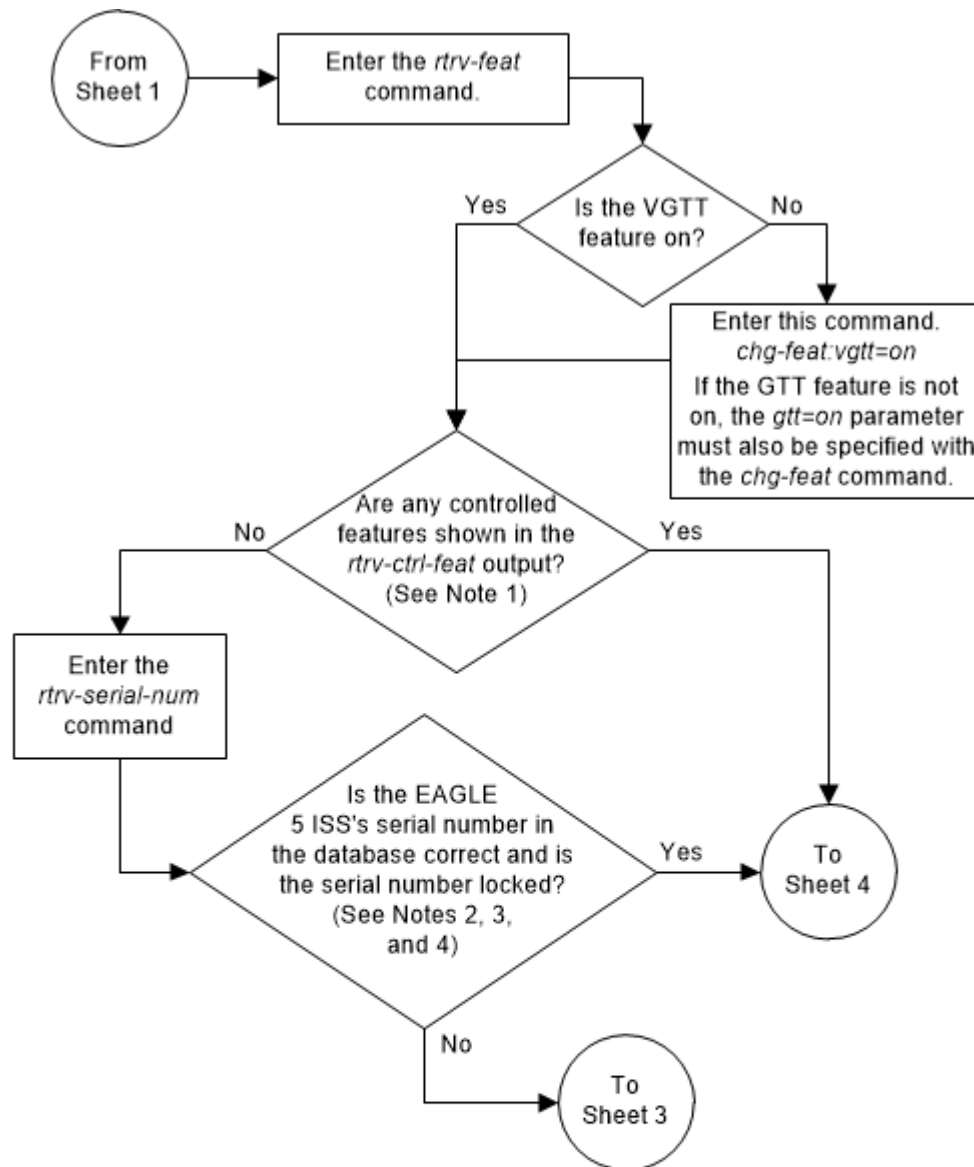 From
Sheet 1
Enter the rtrv-feat
command.
Is the VGTT
feature on?
Yes
No
Enter this command.
chg-feat:vgtt=on
If the GTT feature is not
on, the gtt=on parameter
must also be specified with
the chg-feat command.
Are any controlled
features shown in the
rtrv-ctrl-feat output?
(See Note 1)
No
Yes
Enter the
rtrv-serial-num
command
Is the EAGLE
5 ISS's serial number in
the database correct and is
the serial number locked?
(See Notes 2, 3,
and 4)
Yes
To
Sheet 4
No
To
Sheet 3